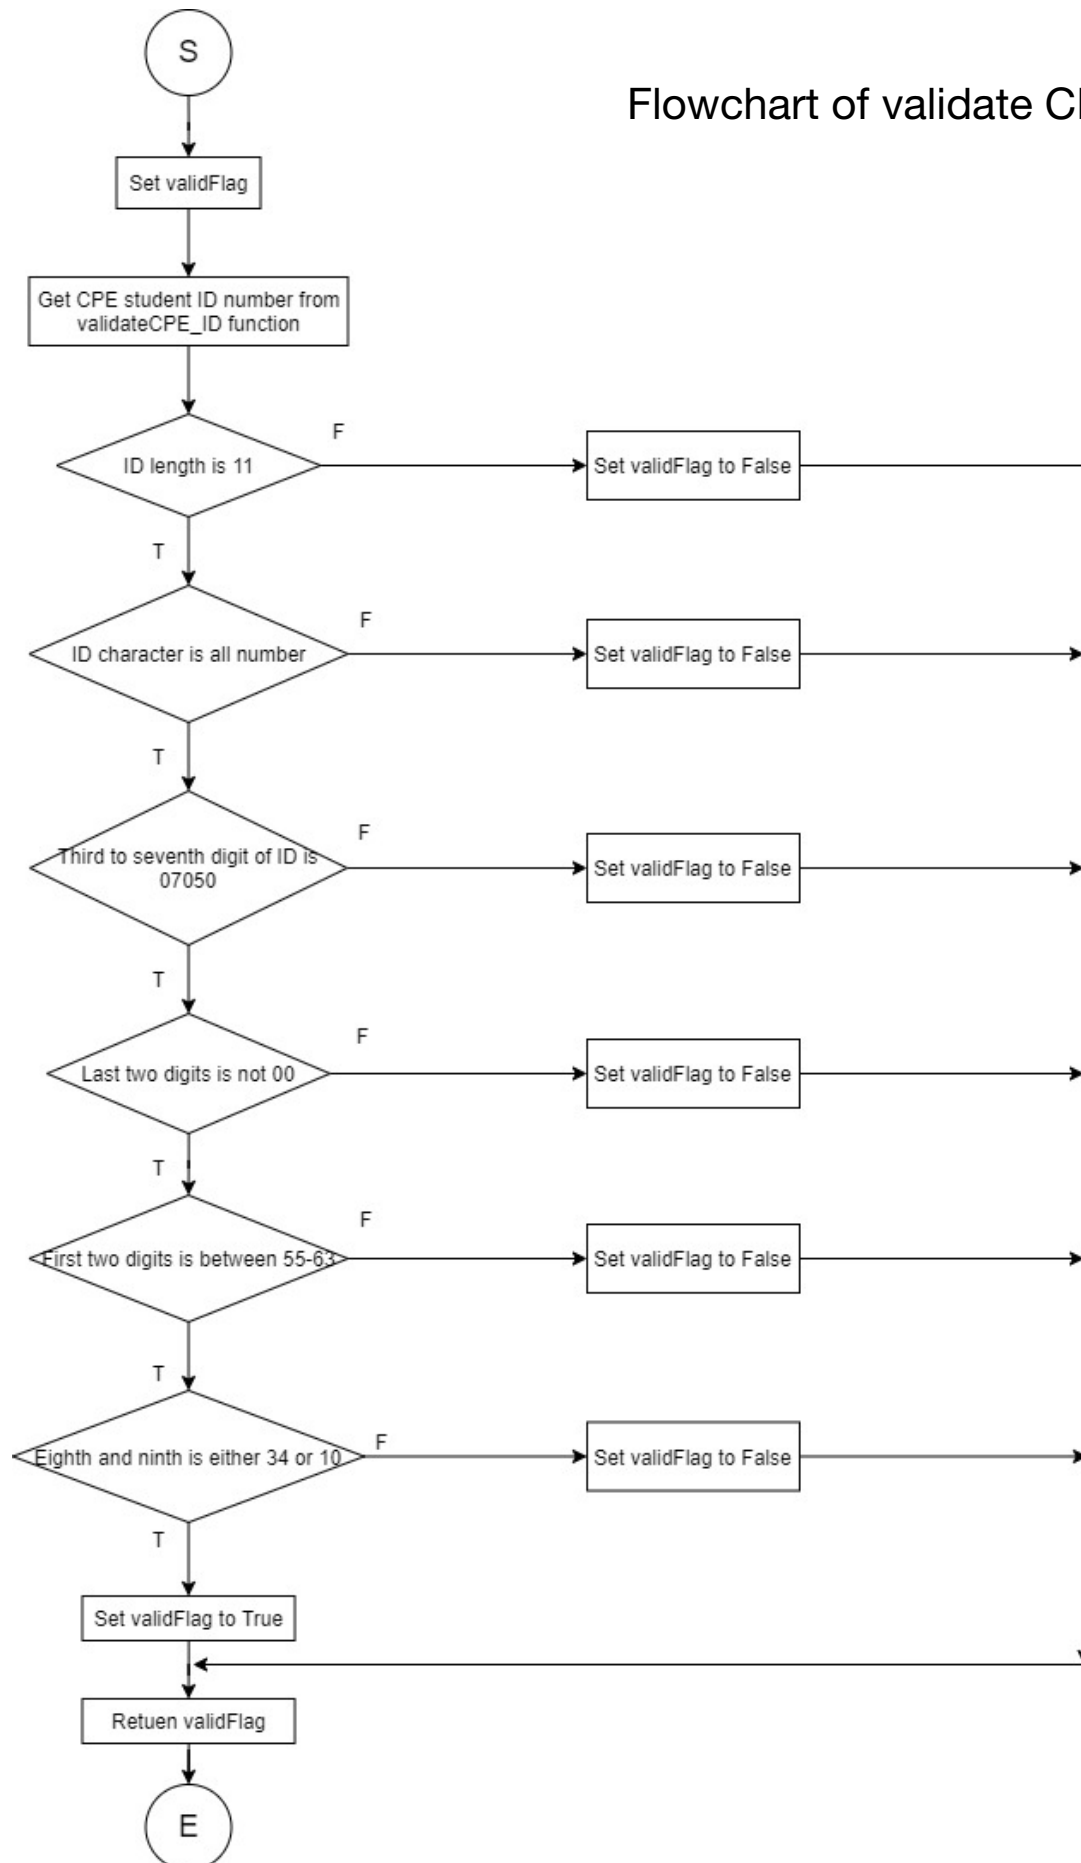 S
Flowchart of validate C
Set validFlag
Get CPE student ID number from
validateCPE_ID function
F
ID length is 11
Set validFlag to False
T
F
ID character is all number
Set validFlag to False
T
F
Third to seventh digit of ID is
07050
Set validFlag to False
T
F
Last two digits is not 00
Set validFlag to False
T
F
First two digits is between 55-63
Set validFlag to False
T
F
Eighth and ninth is either 34 or 10
Set validFlag to False
T
Set validFlag to True
Retuen validFlag
E